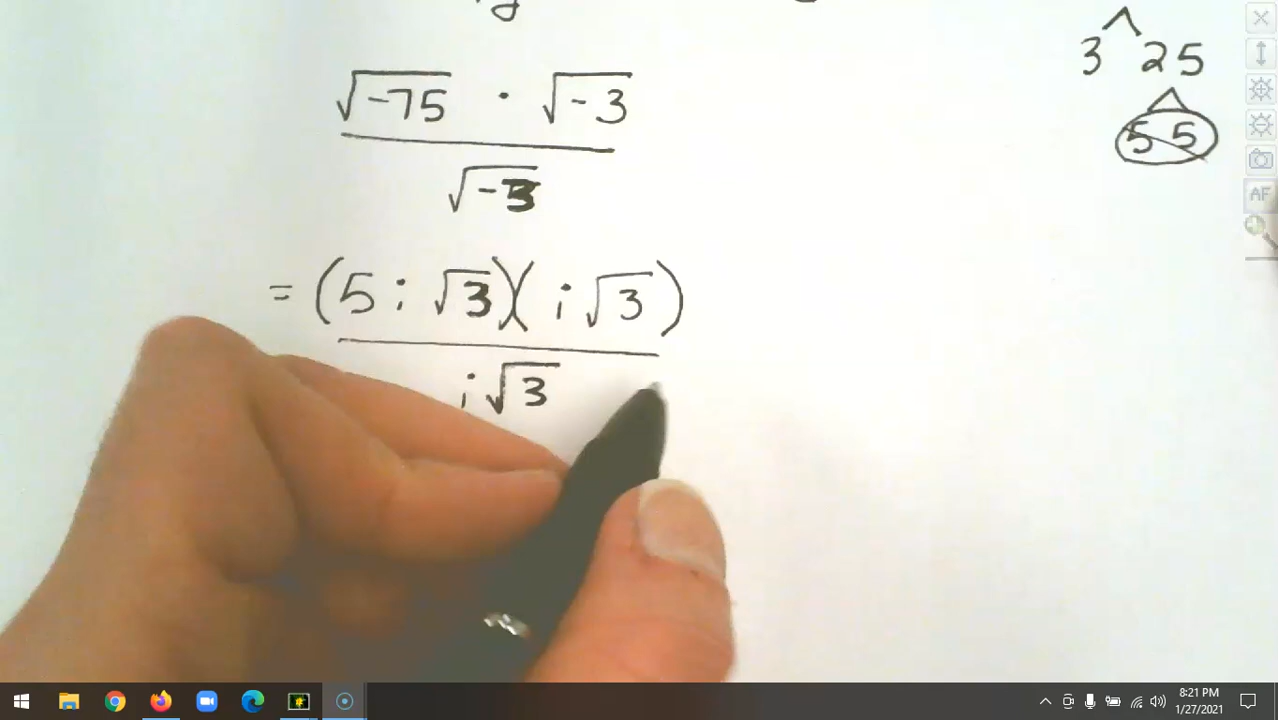 √-75 · √-3
√-3
= (5i√3)(i√3)
i√3
3 25
5 5
AF
8:21 PM
1/27/2021